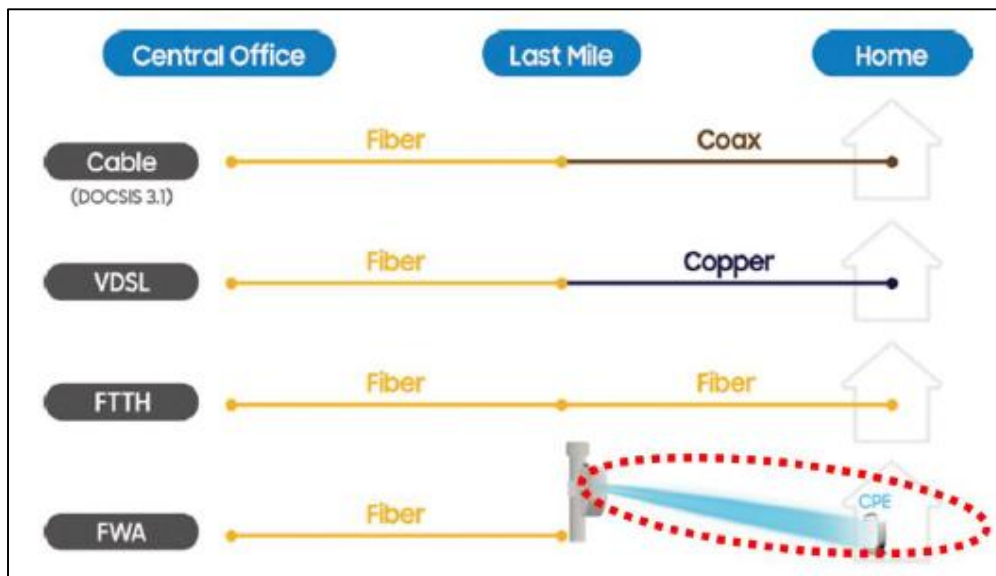 Central Office Last Mile Home
Fiber Coax
Cable
(DOCSIS 3.1)
Fiber Copper
VDSL
Fiber Fiber
FTTH
CPE
Fiber
FWA